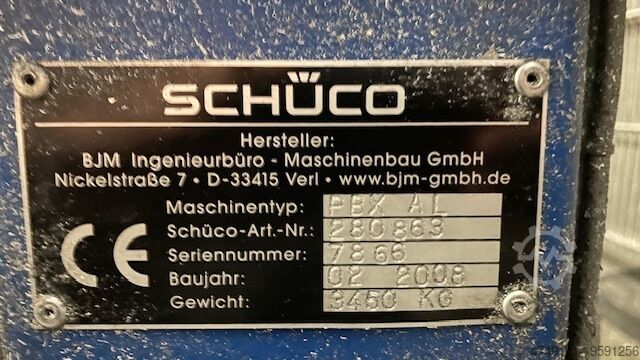 SCHÜCO
Hersteller:
BJM Ingenieurbüro - Maschinenbau GmbH
Nickelstraße 7 • D-33415 Verl • www.bjm-gmbh.de
Maschinentyp: PBX AL
Schüco-Art.-Nr.: 280863
Seriennummer: 7866
Baujahr: 02 2008
Gewicht: 3450 KG
CE